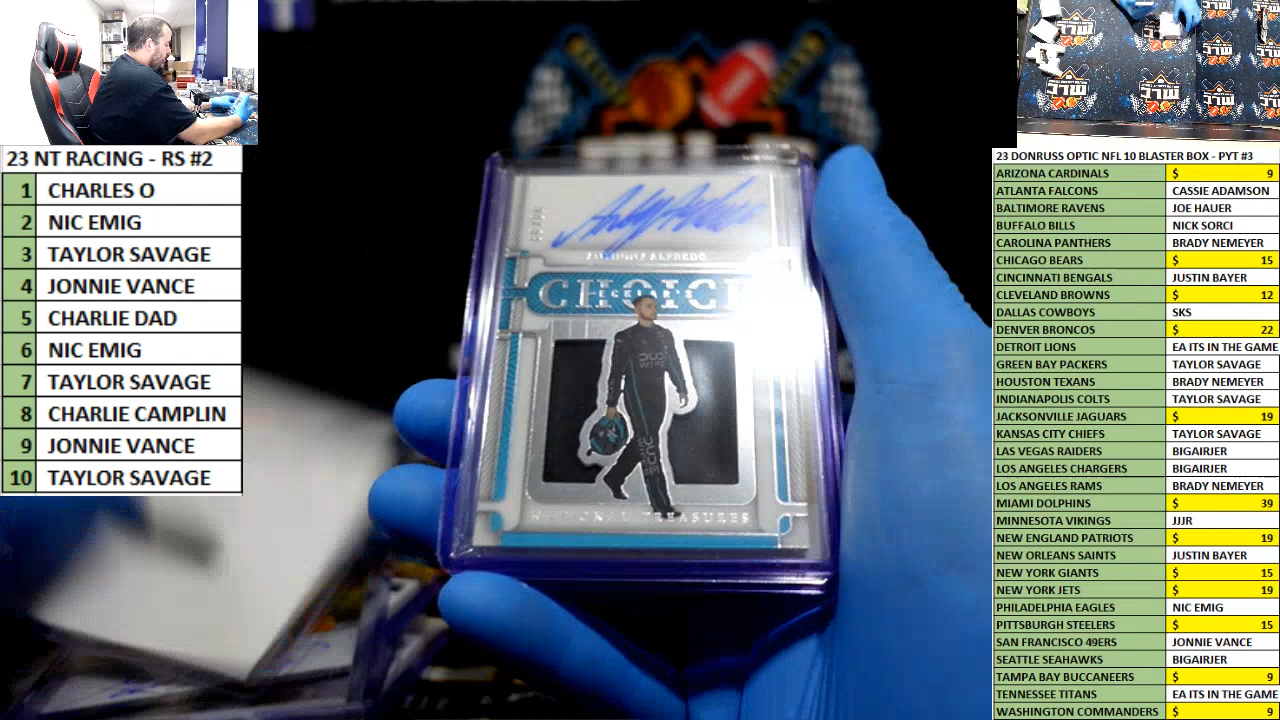 23 NT RACING - RS #2
1 CHARLES O
2 NIC EMIG
3 TAYLOR SAVAGE
4 JONNIE VANCE
5 CHARLIE DAD
6 NIC EMIG
7 TAYLOR SAVAGE
8 CHARLIE CAMPLIN
9 JONNIE VANCE
10 TAYLOR SAVAGE
ANTHONY ALFREDO
CHOICE
NATIONAL TREASURES
23 DONRUSS OPTIC NFL 10 BLASTER BOX - PYT #3
ARIZONA CARDINALS $ 9
ATLANTA FALCONS CASSIE ADAMSON
BALTIMORE RAVENS JOE HAUER
BUFFALO BILLS NICK SORCI
CAROLINA PANTHERS BRADY NEMEYER
CHICAGO BEARS $ 15
CINCINNATI BENGALS JUSTIN BAYER
CLEVELAND BROWNS $ 12
DALLAS COWBOYS SKS
DENVER BRONCOS $ 22
DETROIT LIONS EA ITS IN THE GAME
GREEN BAY PACKERS TAYLOR SAVAGE
HOUSTON TEXANS BRADY NEMEYER
INDIANAPOLIS COLTS TAYLOR SAVAGE
JACKSONVILLE JAGUARS $ 19
KANSAS CITY CHIEFS TAYLOR SAVAGE
LAS VEGAS RAIDERS BIGAIRJER
LOS ANGELES CHARGERS BIGAIRJER
LOS ANGELES RAMS BRADY NEMEYER
MIAMI DOLPHINS $ 39
MINNESOTA VIKINGS JJJR
NEW ENGLAND PATRIOTS $ 19
NEW ORLEANS SAINTS JUSTIN BAYER
NEW YORK GIANTS $ 15
NEW YORK JETS $ 19
PHILADELPHIA EAGLES NIC EMIG
PITTSBURGH STEELERS $ 15
SAN FRANCISCO 49ERS JONNIE VANCE
SEATTLE SEAHAWKS BIGAIRJER
TAMPA BAY BUCCANEERS $ 9
TENNESSEE TITANS EA ITS IN THE GAME
WASHINGTON COMMANDERS $ 9